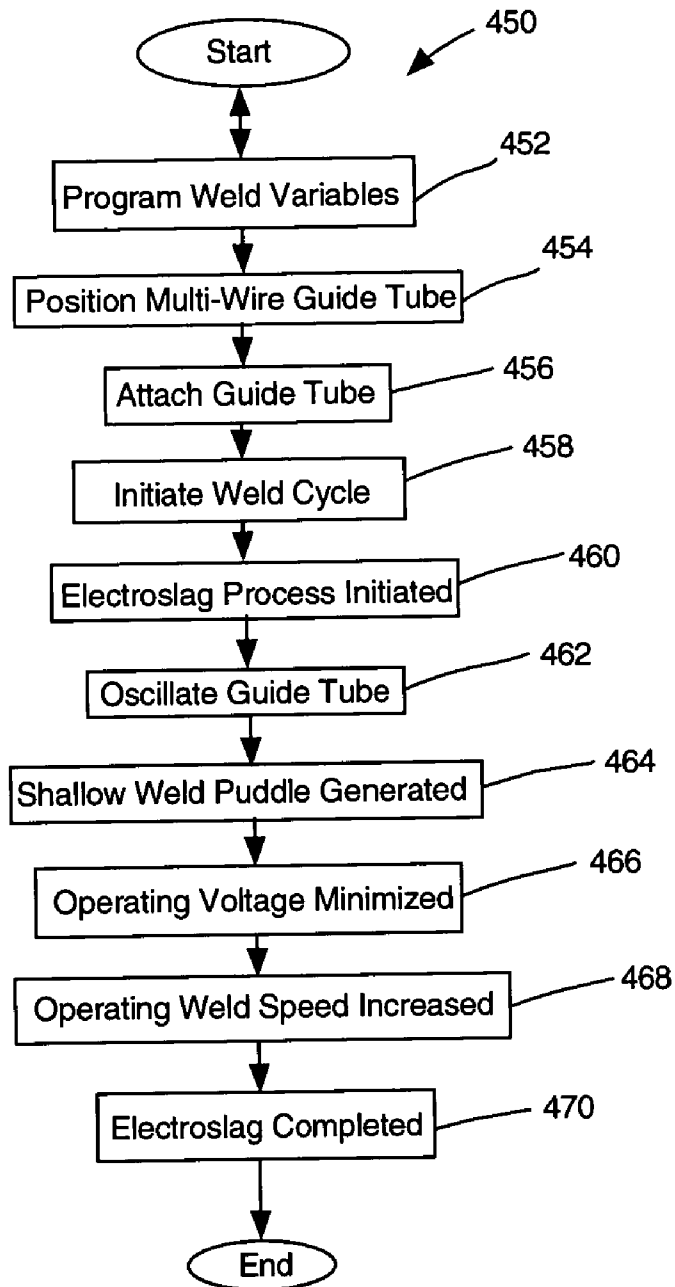 450
Start
452
Program Weld Variables
454
Position Multi-Wire Guide Tube
456
Attach Guide Tube
458
Initiate Weld Cycle
460
Electroslag Process Initiated
462
Oscillate Guide Tube
464
Shallow Weld Puddle Generated
466
Operating Voltage Minimized
468
Operating Weld Speed Increased
470
Electroslag Completed
End